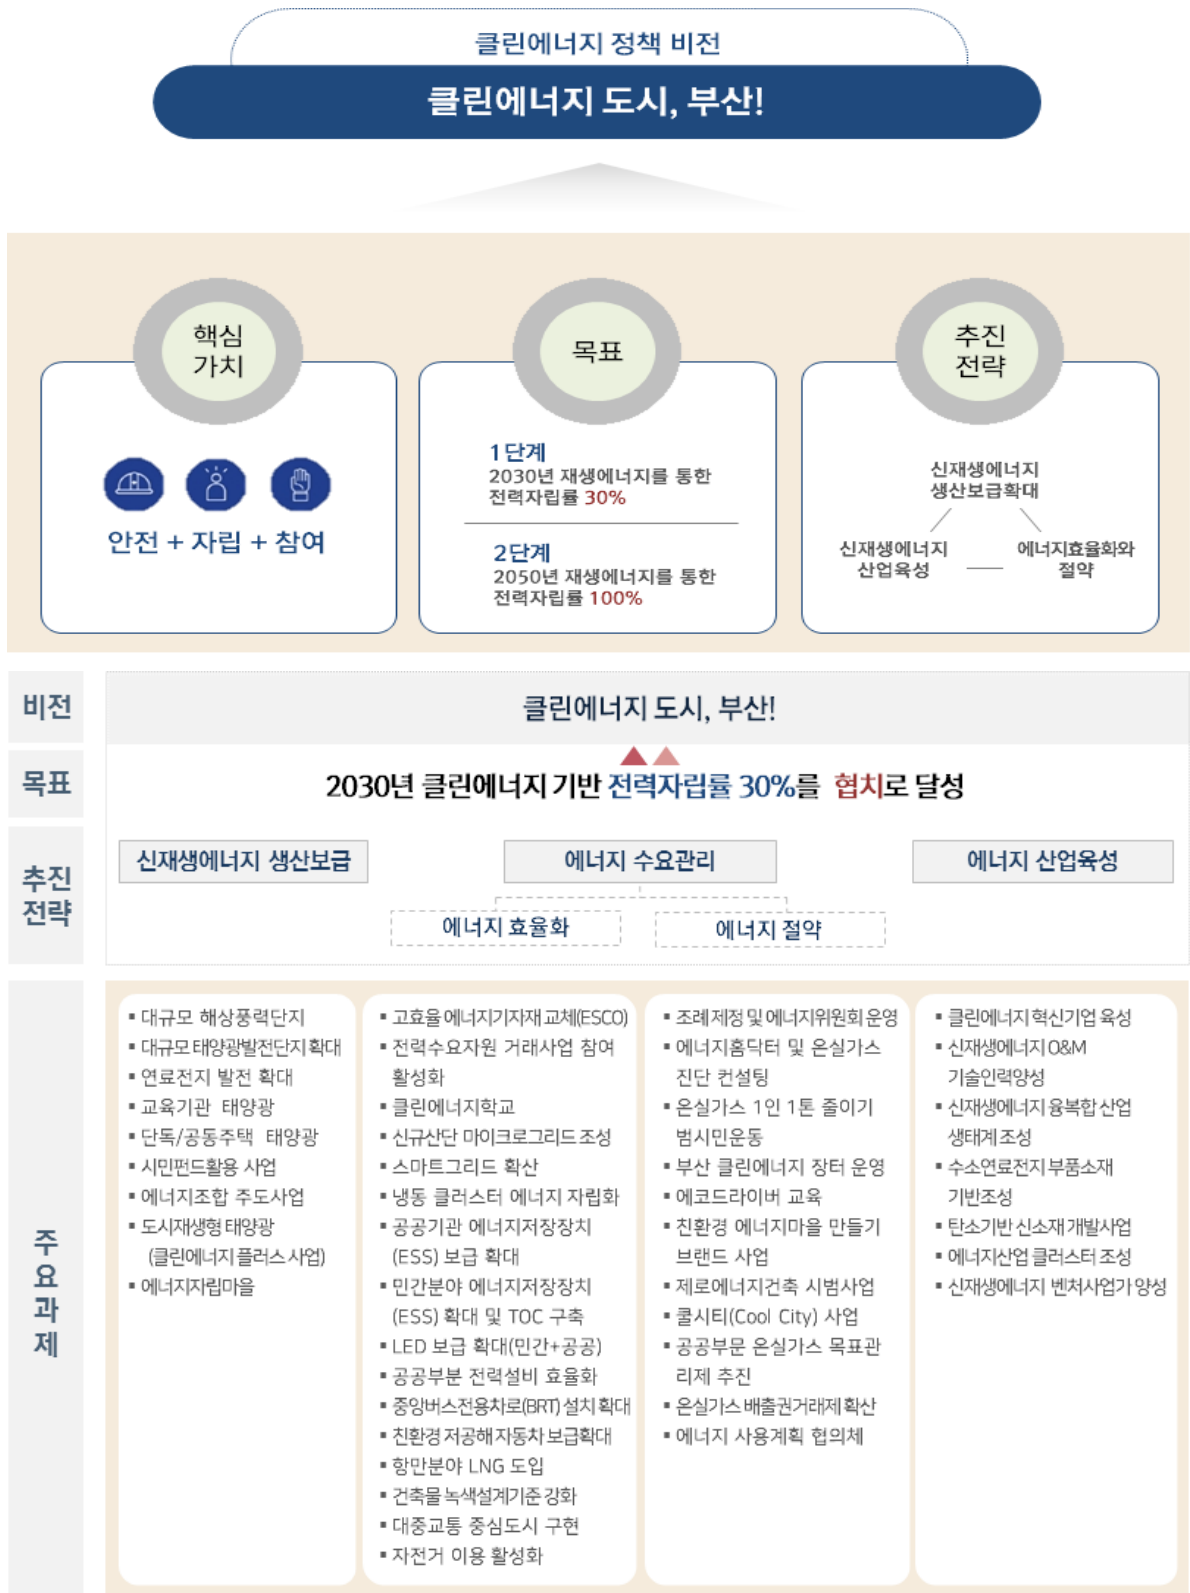 클린에너지 정책 비전
클린에너지 도시, 부산!
핵심
가치
안전 + 자립 + 참여
목표
1단계
2030년 재생에너지를 통한
전력자립률 30%
2단계
2050년 재생에너지를 통한
전력자립률 100%
추진
전략
신재생에너지
생산보급확대
신재생에너지
산업육성
에너지효율화와
절약
비전
클린에너지 도시, 부산!
목표
2030년 클린에너지 기반 전력자립률 30%를 협치로 달성
추진
전략
신재생에너지 생산보급
에너지 수요관리
에너지 산업육성
에너지 효율화
에너지 절약
주
요
과
제
▪ 대규모 해상풍력단지
▪ 대규모 태양광발전단지 확대
▪ 연료전지 발전 확대
▪ 교육기관 태양광
▪ 단독/공동주택 태양광
▪ 시민펀드활용 사업
▪ 에너지조합 주도사업
▪ 도시재생형 태양광
(클린에너지 플러스 사업)
▪ 에너지자립마을
▪ 고효율 에너지기자재 교체(ESCO)
▪ 전력수요자원 거래사업 참여
활성화
▪ 클린에너지학교
▪ 신규산단 마이크로그리드 조성
▪ 스마트그리드 확산
▪ 냉동 클러스터 에너지 자립화
▪ 공공기관 에너지저장장치
(ESS) 보급 확대
▪ 민간분야 에너지저장장치
(ESS) 확대 및 TOC 구축
▪ LED 보급 확대(민간+공공)
▪ 공공부분 전력설비 효율화
▪ 중앙버스전용차로(BRT) 설치 확대
▪ 친환경 저공해 자동차 보급확대
▪ 항만분야 LNG 도입
▪ 건축물 녹색설계기준 강화
▪ 대중교통 중심도시 구현
▪ 자전거 이용 활성화
▪ 조례 제정 및 에너지위원회 운영
▪ 에너지홈닥터 및 온실가스
진단 컨설팅
▪ 온실가스 1인 1톤 줄이기
범시민운동
▪ 부산 클린에너지 장터 운영
▪ 에코드라이버 교육
▪ 친환경 에너지마을 만들기
브랜드 사업
▪ 제로에너지건축 시범사업
▪ 쿨시티(Cool City) 사업
▪ 공공부문 온실가스 목표관
리제 추진
▪ 온실가스 배출권거래제 확산
▪ 에너지 사용계획 협의체
▪ 클린에너지 혁신기업 육성
▪ 신재생에너지 O&M
기술인력양성
▪ 신재생에너지 융복합 산업
생태계 조성
▪ 수소연료전지 부품소재
기반조성
▪ 탄소기반 신소재 개발사업
▪ 에너지산업 클러스터 조성
▪ 신재생에너지 벤처사업가 양성